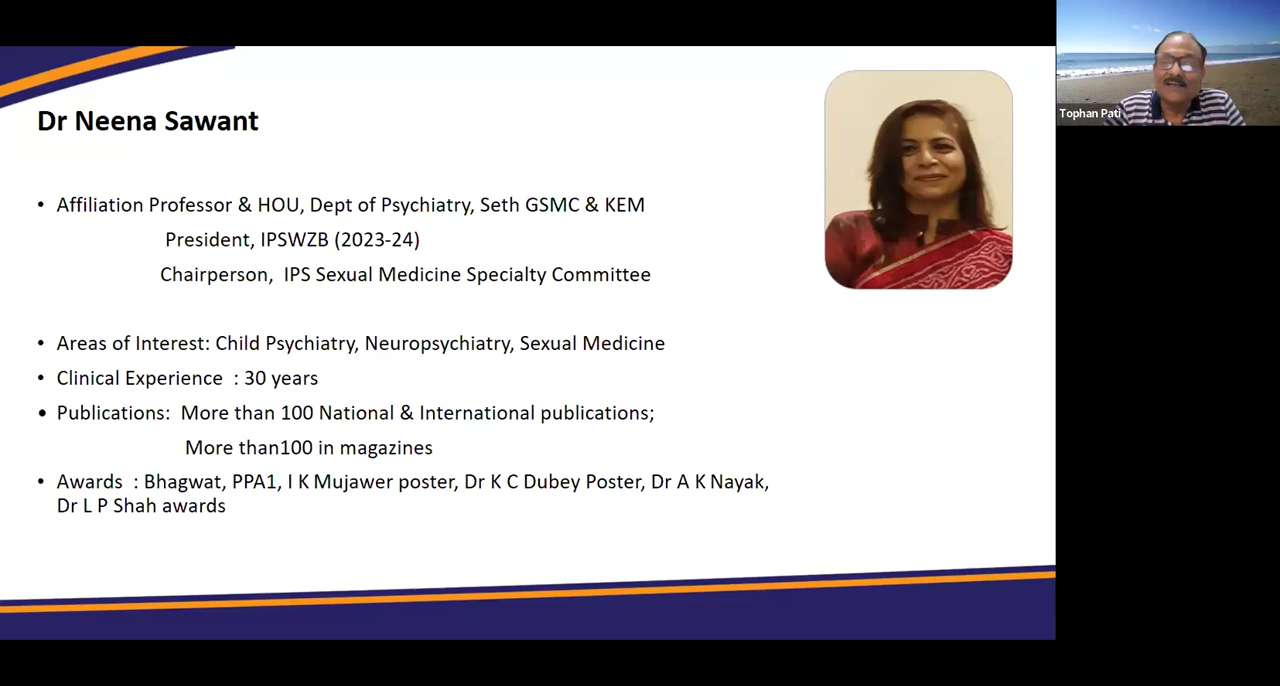 Dr Neena Sawant
• Affiliation Professor & HOU, Dept of Psychiatry, Seth GSMC & KEM
President, IPSWZB (2023-24)
Chairperson,  IPS Sexual Medicine Specialty Committee
• Areas of Interest: Child Psychiatry, Neuropsychiatry, Sexual Medicine
• Clinical Experience  : 30 years
• Publications:  More than 100 National & International publications;
More than100 in magazines
• Awards  : Bhagwat, PPA1, I K Mujawer poster, Dr K C Dubey Poster, Dr A K Nayak,
Dr L P Shah awards
Tophan Pati